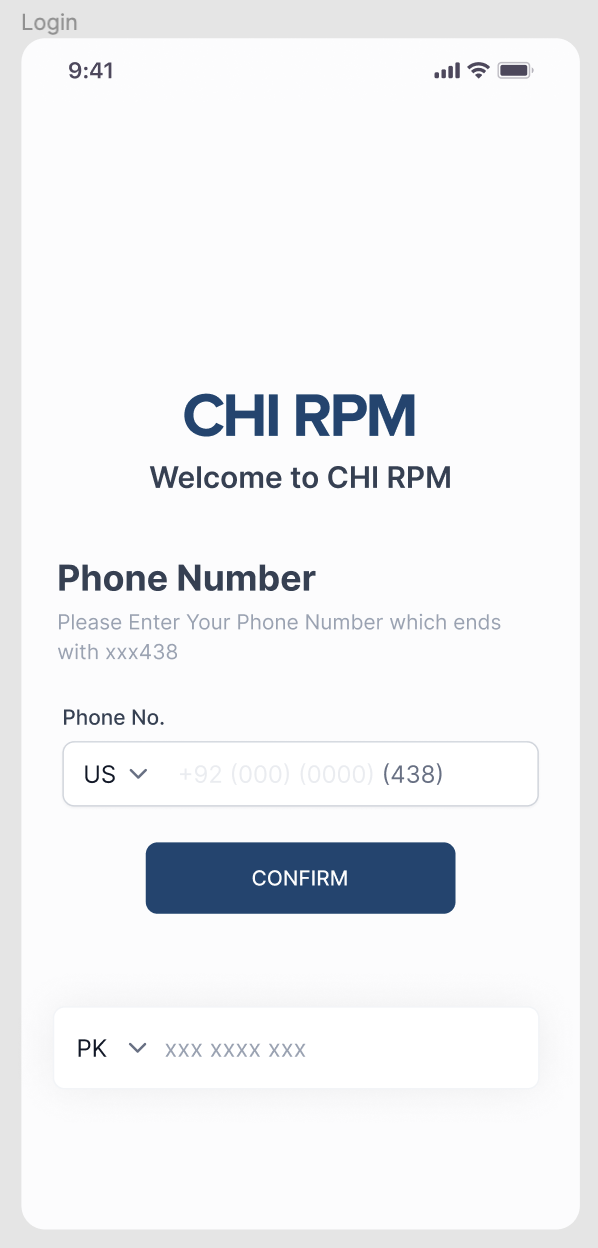 Login
9:41
CHI RPM
Welcome to CHI RPM
Phone Number
Please Enter Your Phone Number which ends
with xxx438
Phone No.
US +92 (000) (0000) (438)
CONFIRM
PK xxx xxxx xxx